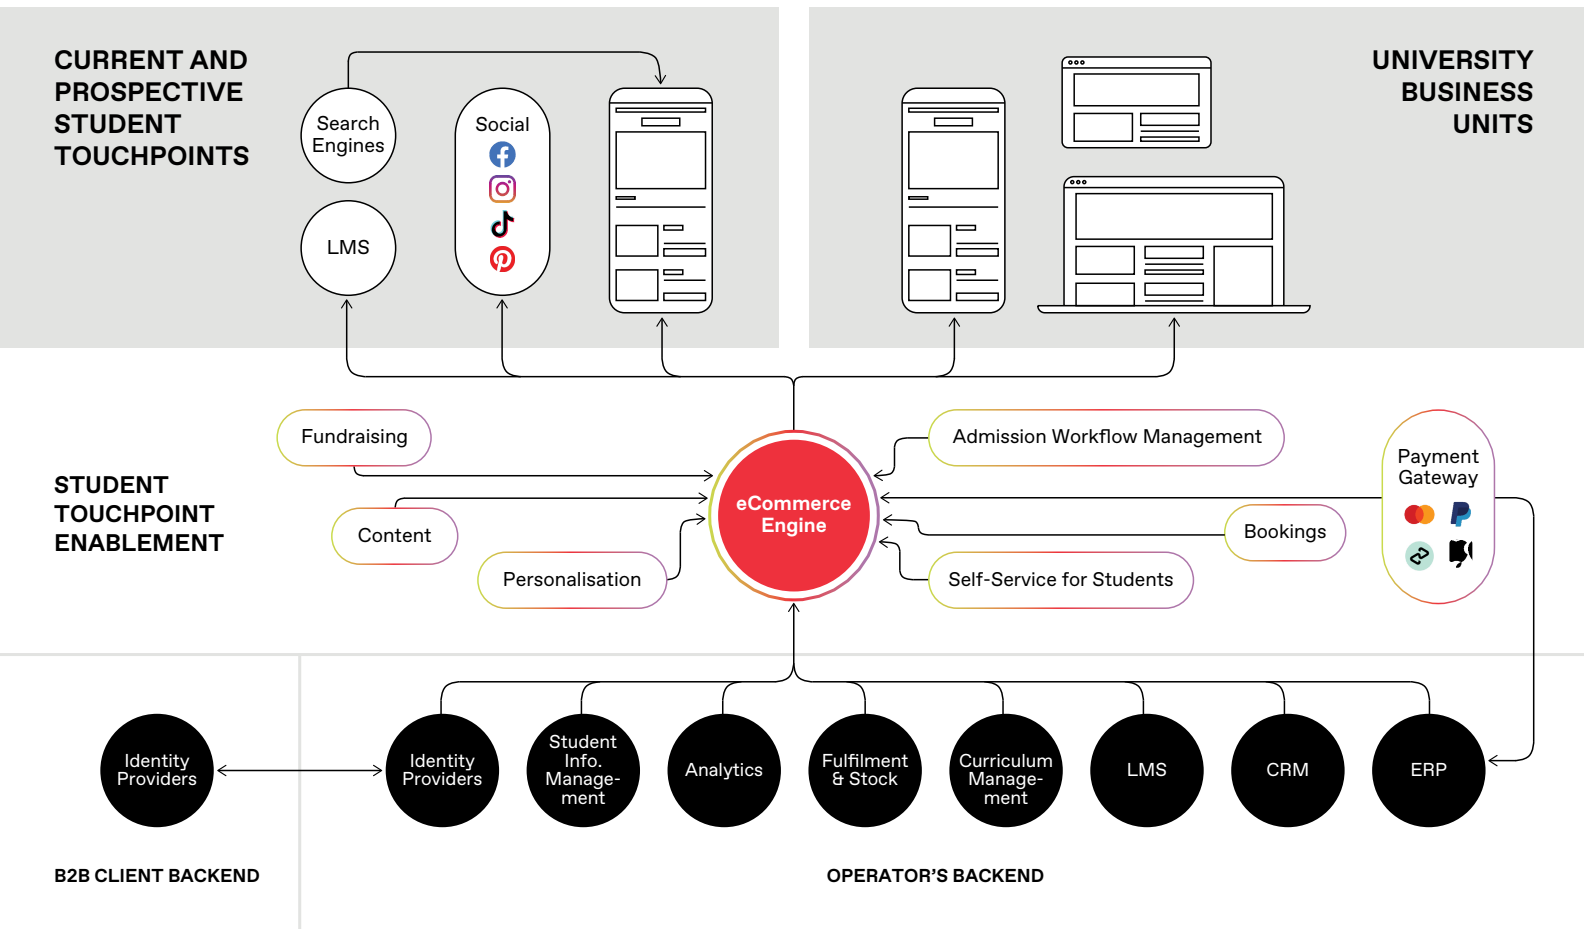 CURRENT AND
PROSPECTIVE
STUDENT
TOUCHPOINTS
Search
Engines
LMS
Social
UNIVERSITY
BUSINESS
UNITS
STUDENT
TOUCHPOINT
ENABLEMENT
Fundraising
Content
Personalisation
eCommerce
Engine
Admission Workflow Management
Bookings
Self-Service for Students
Payment
Gateway
Identity
Providers
Identity
Providers
Student
Info.
Manage-
ment
Analytics
Fulfilment
& Stock
Curriculum
Manage-
ment
LMS
CRM
ERP
B2B CLIENT BACKEND
OPERATOR’S BACKEND